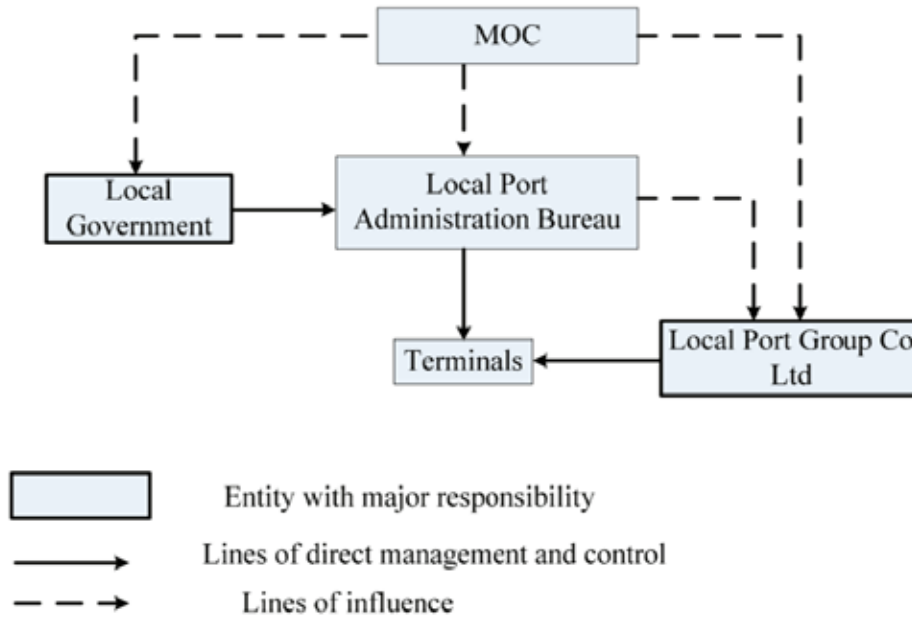 MOC
Local
Government
Local Port
Administration Bureau
Terminals
Local Port Group Co
Ltd
Entity with major responsibility
Lines of direct management and control
Lines of influence